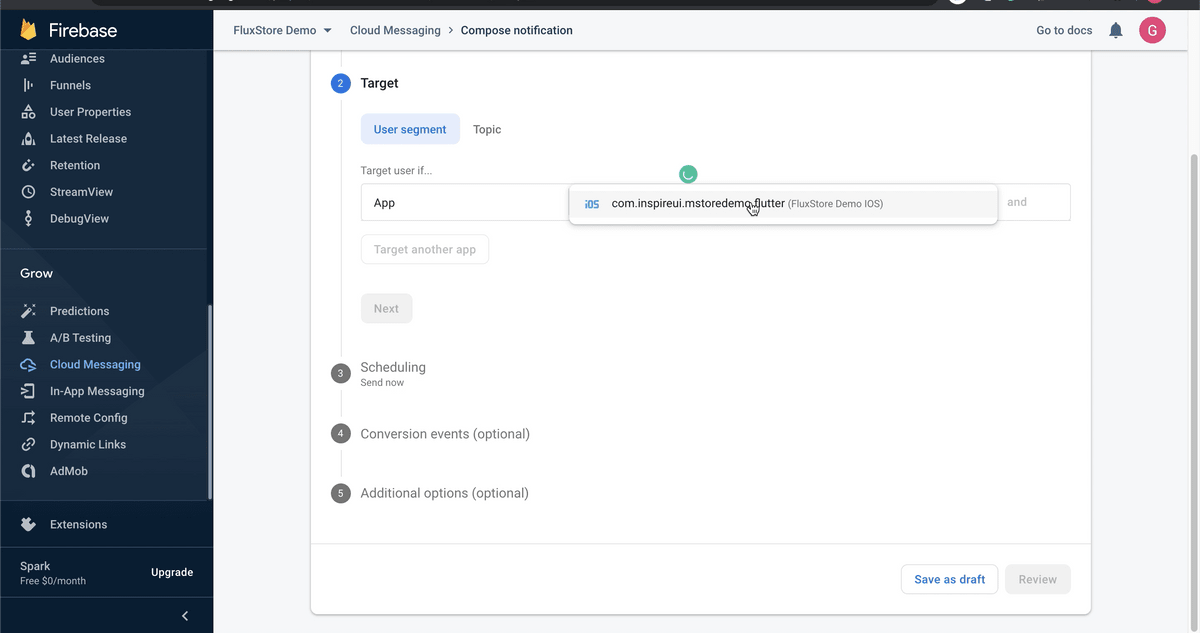 Firebase
Audiences
Funnels
User Properties
Latest Release
Retention
StreamView
DebugView
Grow
Predictions
A/B Testing
Cloud Messaging
In-App Messaging
Remote Config
Dynamic Links
AdMob
Extensions
Spark
Free $0/month
Upgrade
FluxStore Demo Cloud Messaging > Compose notification
Go to docs
G
2 Target
User segment Topic
Target user if...
App
iOS com.inspireui.mstoredemo.flutter (FluxStore Demo IOS)
and
Target another app
Next
3 Scheduling
Send now
4 Conversion events (optional)
5 Additional options (optional)
Save as draft Review